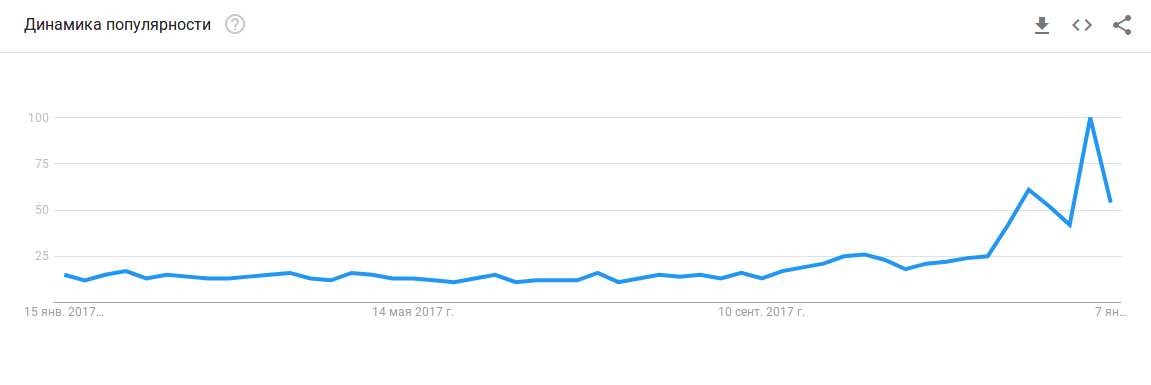 Динамика популярности ?
100
75
50
25
15 янв. 2017…
14 мая 2017 г.
10 сент. 2017 г.
7 ян…